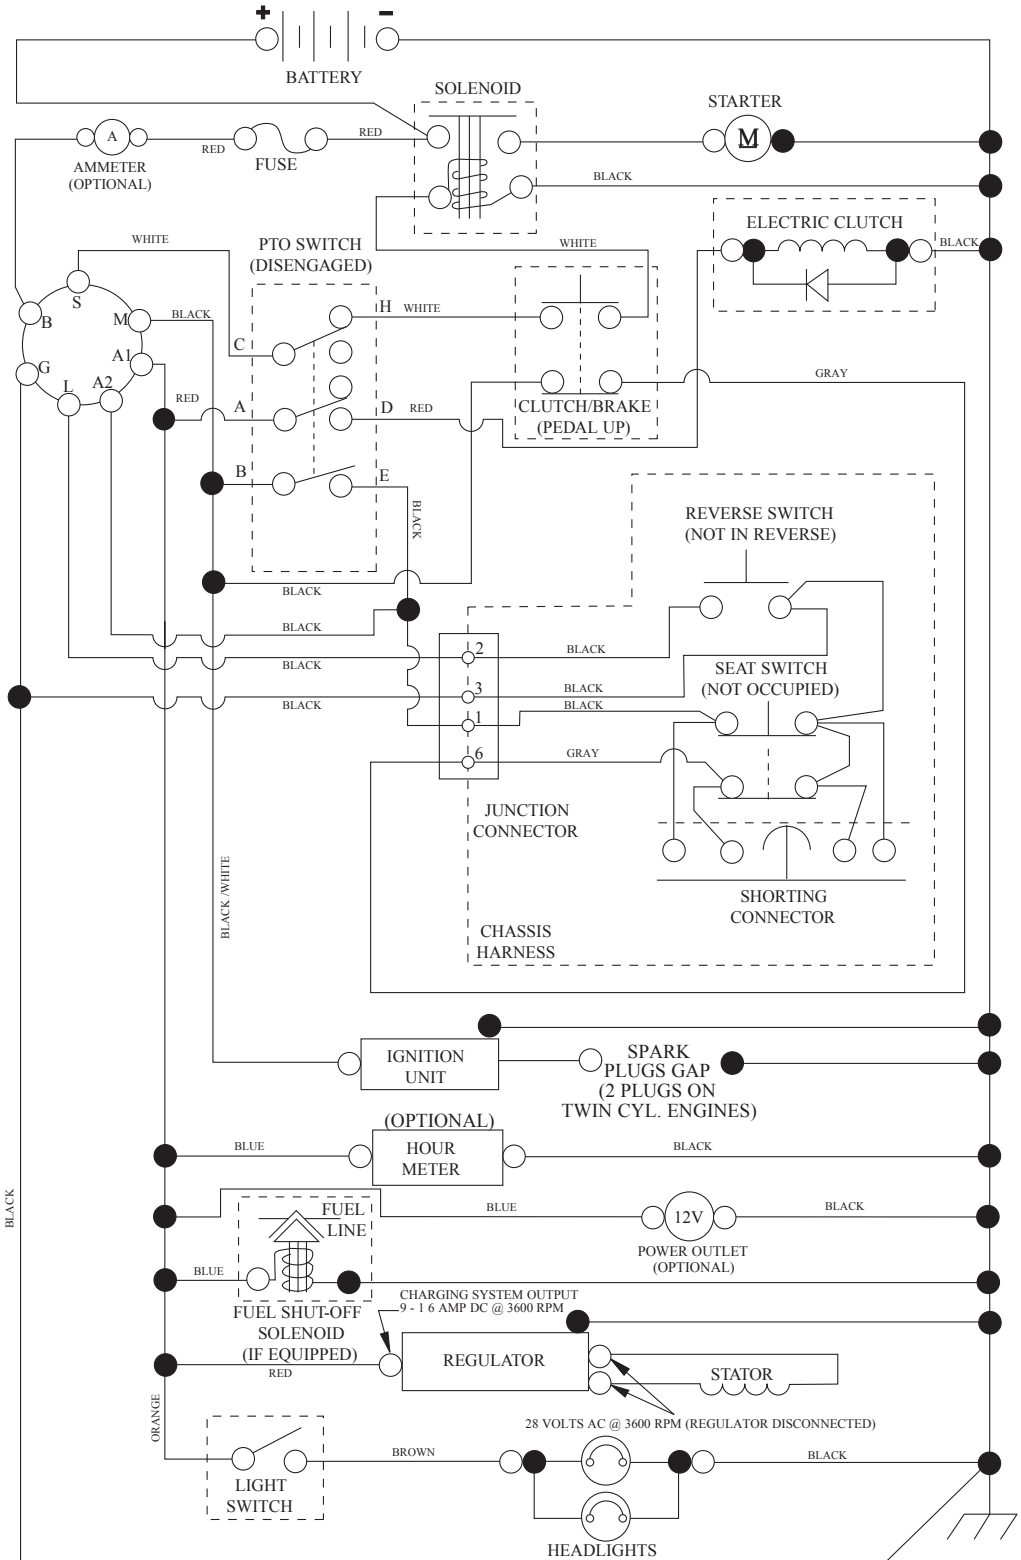 + -
BATTERY
SOLENOID
STARTER
A
RED
FUSE
RED
M
AMMETER
(OPTIONAL)
BLACK
ELECTRIC CLUTCH
BLACK
WHITE
PTO SWITCH
(DISENGAGED)
WHITE
S
B
M
BLACK
H
WHITE
C
G
A1
L
A2
RED
A
D
RED
GRAY
CLUTCH/BRAKE
(PEDAL UP)
B
E
BLACK
REVERSE SWITCH
(NOT IN REVERSE)
BLACK
BLACK
BLACK
2
BLACK
SEAT SWITCH
(NOT OCCUPIED)
3
BLACK
BLACK
BLACK
1
6
GRAY
JUNCTION
CONNECTOR
BLACK /WHITE
SHORTING
CONNECTOR
CHASSIS
HARNESS
IGNITION
UNIT
SPARK
PLUGS GAP
(2 PLUGS ON
TWIN CYL. ENGINES)
(OPTIONAL)
BLUE
HOUR
METER
BLACK
BLACK
FUEL
LINE
BLUE
12V
BLACK
POWER OUTLET
(OPTIONAL)
BLUE
CHARGING SYSTEM OUTPUT
9 - 1 6 AMP DC @ 3600 RPM
FUEL SHUT-OFF
SOLENOID
(IF EQUIPPED)
RED
REGULATOR
STATOR
28 VOLTS AC @ 3600 RPM (REGULATOR DISCONNECTED)
ORANGE
BROWN
BLACK
LIGHT
SWITCH
HEADLIGHTS